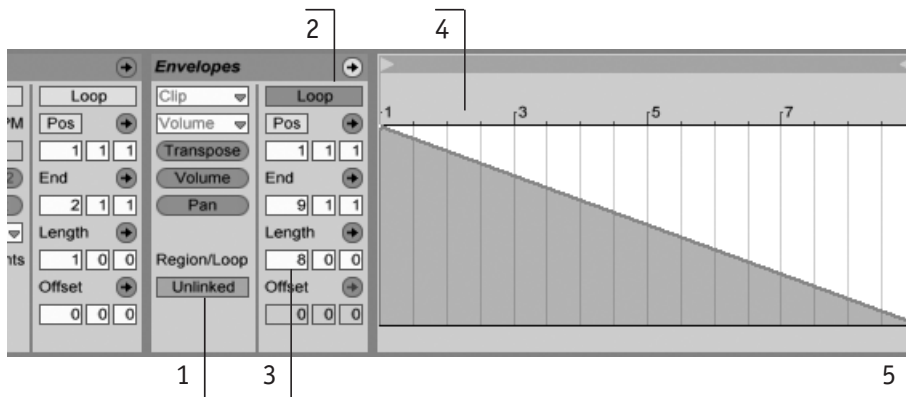 2 4
Envelopes
Loop Clip Loop
1 3 5 7
PM Pos Volume Pos
1 1 1 Transpose 1 1 1
2 End Volume End
2 1 1 Pan 9 1 1
Length Length
nts 1 0 0 Region/Loop 8 0 0
Offset Unlinked Offset
0 0 0 0 0 0
1 3 5